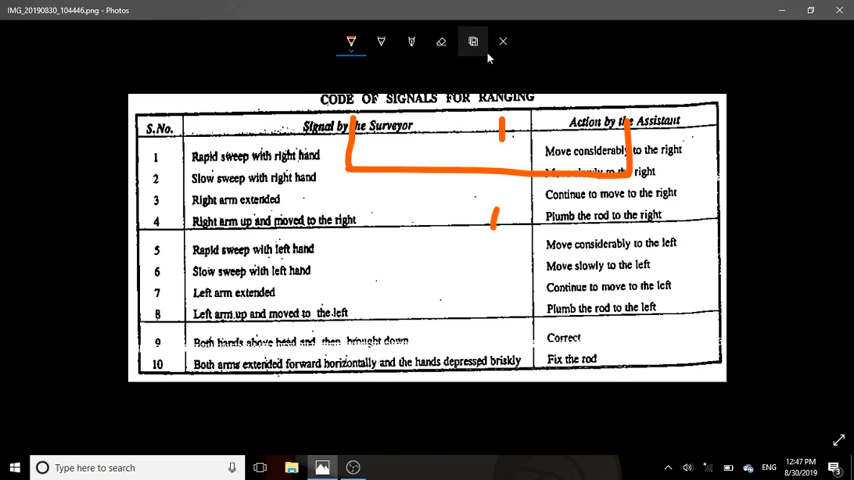 IMG_20190830_104446.png - Photos
CODE OF SIGNALS FOR RANGING
S.No. Signal by the Surveyor Action by the Assistant
1 Rapid sweep with right hand Move considerably to the right
2 Slow sweep with right hand Move slowly to the right
3 Right arm extended Continue to move to the right
4 Right arm up and moved to the right Plumb the rod to the right
5 Rapid sweep with left hand Move considerably to the left
6 Slow sweep with left hand Move slowly to the left
7 Left arm extended Continue to move to the left
8 Left arm up and moved to the left Plumb the rod to the left
9 Both hands above head and then brought down Correct
10 Both arms extended forward horizontally and the hands depressed briskly Fix the rod
Type here to search
ENG
12:47 PM
8/30/2019
3